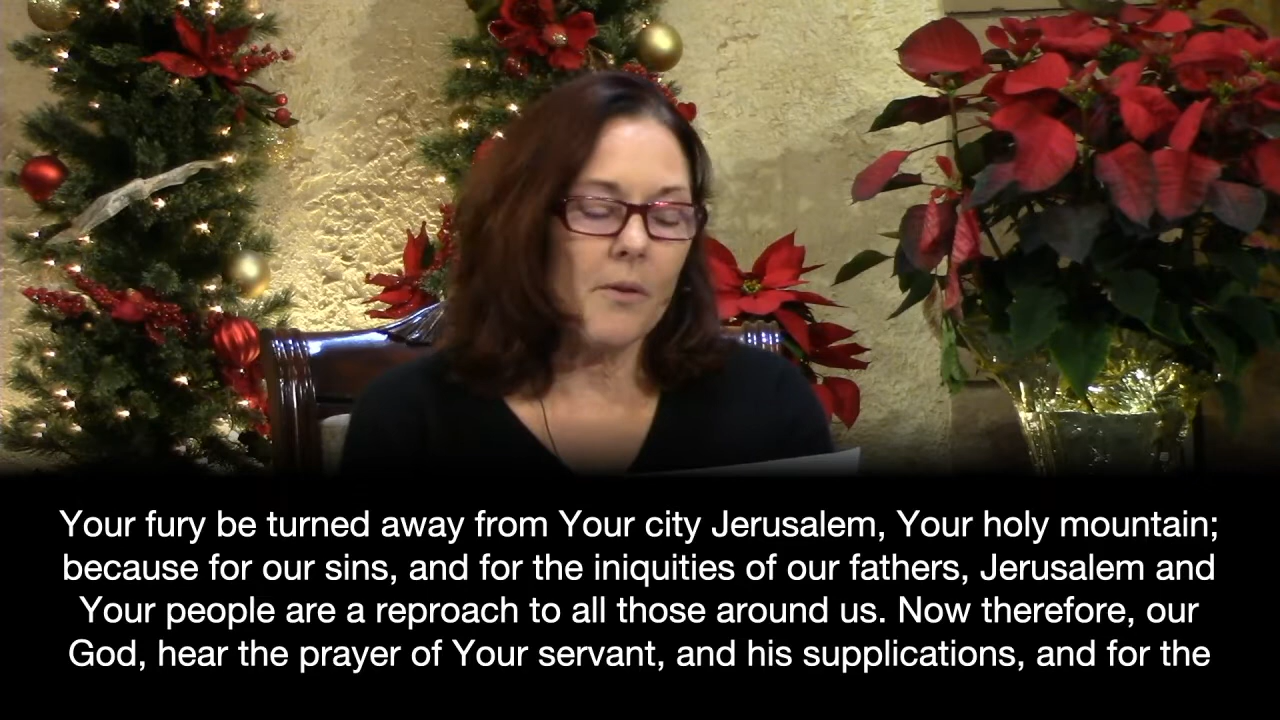 Your fury be turned away from Your city Jerusalem, Your holy mountain;
because for our sins, and for the iniquities of our fathers, Jerusalem and
Your people are a reproach to all those around us. Now therefore, our
God, hear the prayer of Your servant, and his supplications, and for the